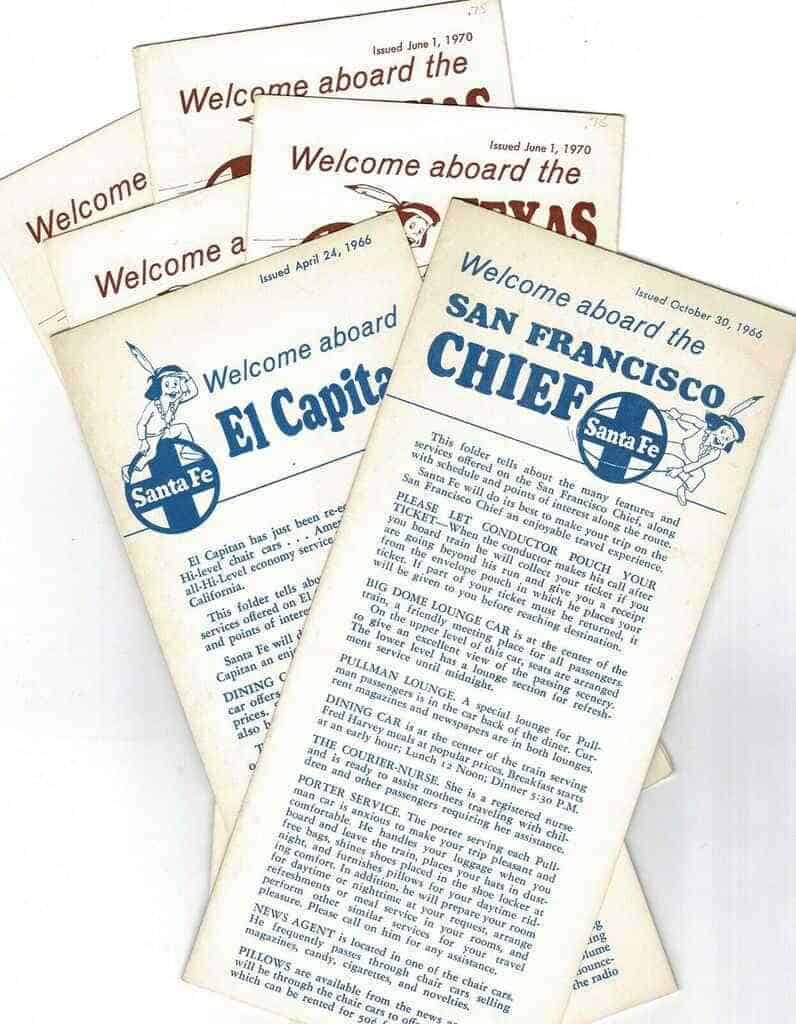 .75
Issued June 1, 1970
Welcome aboard the
Issued June 1, 1970
Welcome aboard the
TEXAS
Welcome
Welcome a
Issued April 24, 1966
Welcome aboard
El Capita
Santa Fe
El Capitan has just been re-e
Hi-level chair cars . . . Amer
all-Hi-Level economy service
California.
This folder tells abo
services offered on El
and points of interes
Santa Fe will d
Capitan an enjo
DINING C
car offers
prices,
also b
Issued October 30, 1966
Welcome aboard the
SAN FRANCISCO
CHIEF
Santa Fe
This folder tells about the many features and
services offered on the San Francisco Chief, along
with schedule and points of interest along the route.
Santa Fe will do its best to make your trip on the
San Francisco Chief an enjoyable travel experience.
PLEASE LET CONDUCTOR POUCH YOUR
TICKET—When the conductor makes his call after
you board train he will collect your ticket if you
are going beyond his run and give you a receipt
from the envelope pouch in which he places your
ticket. If part of your ticket must be returned, it
will be given to you before reaching destination.
BIG DOME LOUNGE CAR is at the center of the
train, a friendly meeting place for all passengers.
On the upper level of this car, seats are arranged
to give an excellent view of the passing scenery.
The lower level has a lounge section for refresh-
ment service until midnight.
PULLMAN LOUNGE. A special lounge for Pull-
man passengers is in the car back of the diner. Cur-
rent magazines and newspapers are in both lounges.
DINING CAR is at the center of the train serving
Fred Harvey meals at popular prices. Breakfast starts
at an early hour; Lunch 12 Noon; Dinner 5:30 P.M.
THE COURIER-NURSE. She is a registered nurse
and is ready to assist mothers traveling with chil-
dren and other passengers requiring her assistance.
PORTER SERVICE. The porter serving each Pull-
man car is anxious to make your trip pleasant and
comfortable. He handles your luggage when you
board and leave the train, places your hats in dust-
free bags, shines shoes placed in the shoe locker at
night, and furnishes pillows for your daytime rid-
ing comfort. In addition, he will prepare your room
for daytime or nighttime at your request, arrange
refreshments or meal service in your rooms, and
perform other similar services for your travel
pleasure. Please call on him for any assistance.
NEWS AGENT is located in one of the chair cars.
He frequently passes through chair cars selling
magazines, candy, cigarettes, and novelties.
PILLOWS are available from the news a
will be through the chair cars to offe
which can be rented for 50¢ f
olume
ounce-
the radio